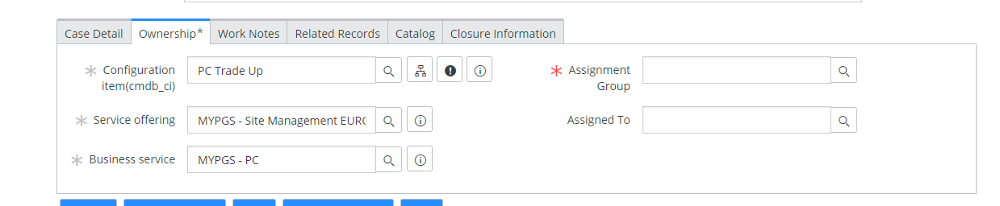 Case Detail Ownership* Work Notes Related Records Catalog Closure Information
Configuration item(cmdb_ci) PC Trade Up
Assignment Group
Service offering MYPGS - Site Management EUR
Assigned To
Business service MYPGS - PC